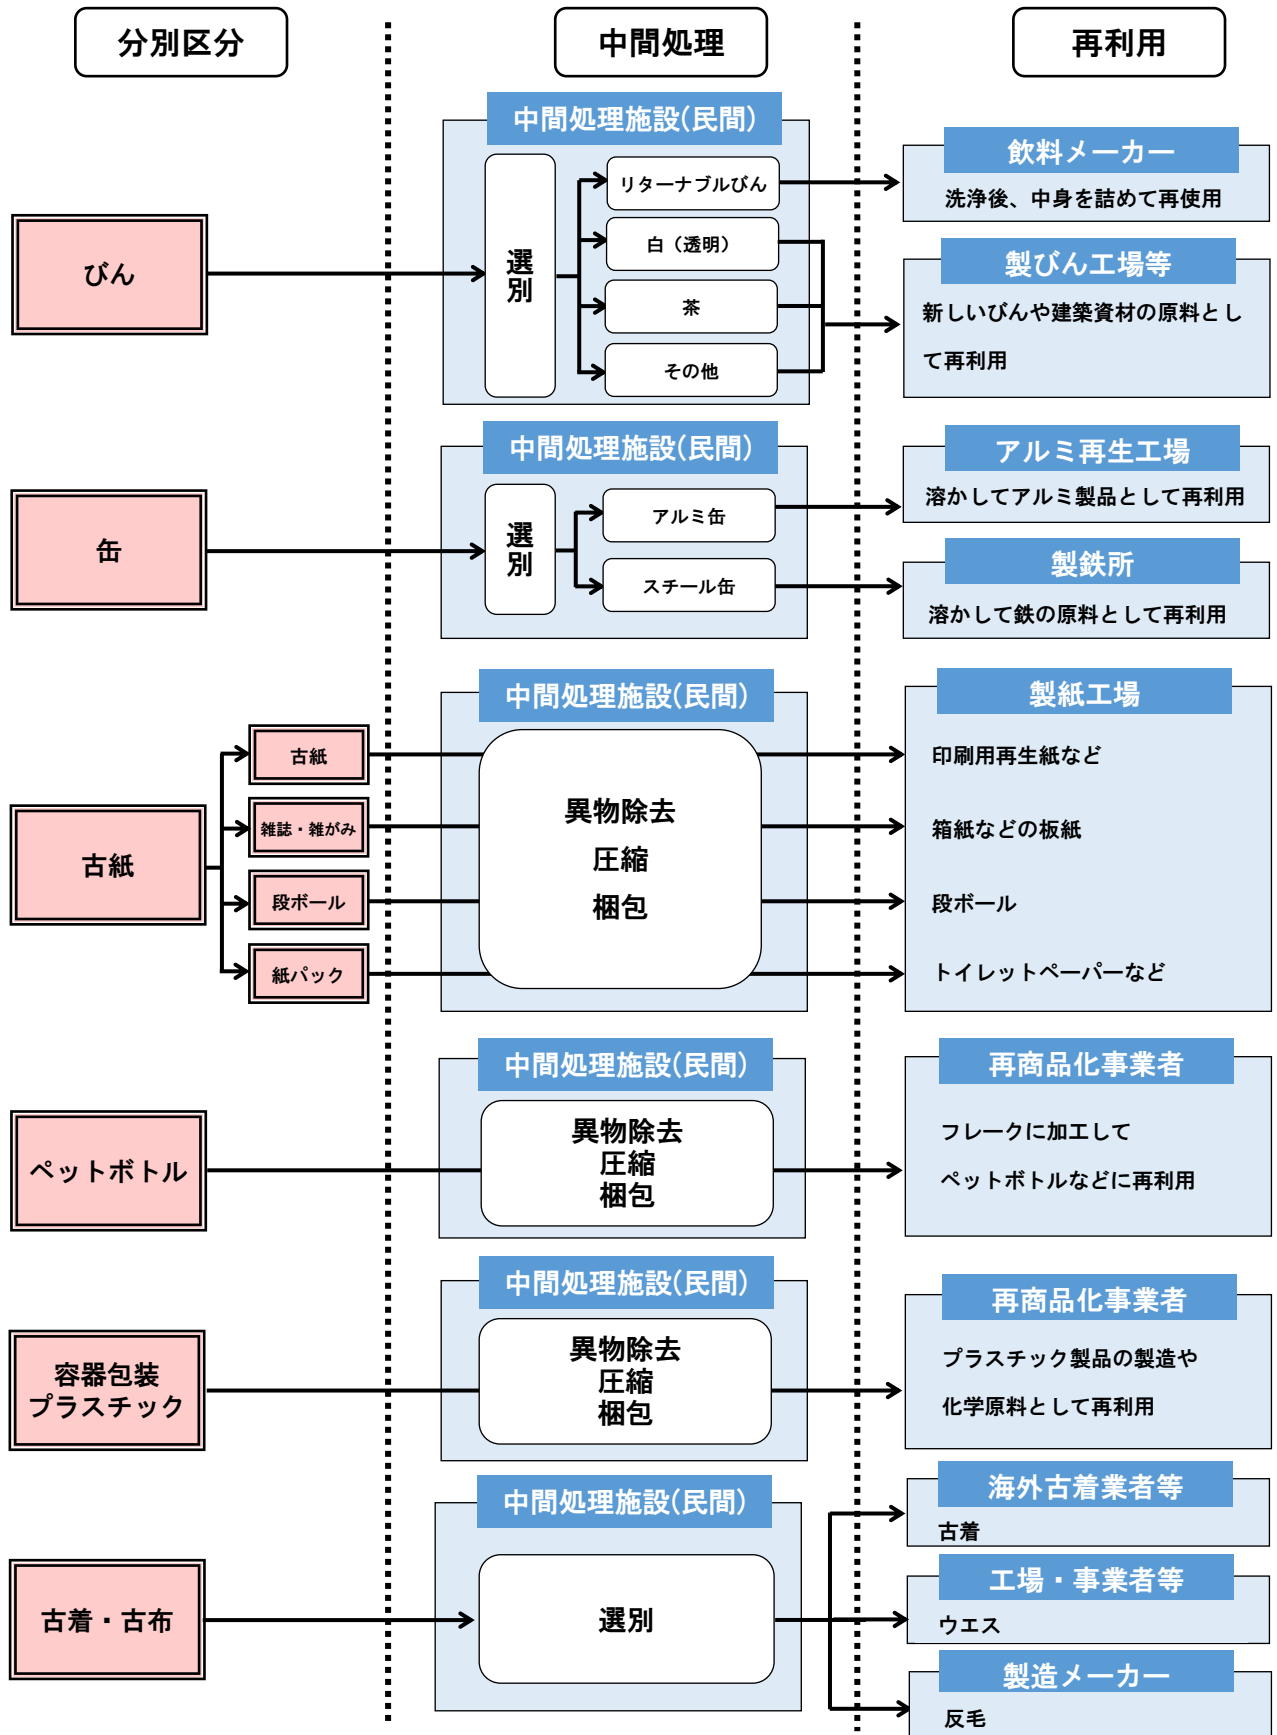 分別区分
中間処理
再利用
びん
中間処理施設(民間)
選別
リターナブルびん
白（透明）
茶
その他
飲料メーカー
洗浄後、中身を詰めて再使用
製びん工場等
新しいびんや建築資材の原料とし
て再利用
缶
中間処理施設(民間)
選別
アルミ缶
スチール缶
アルミ再生工場
溶かしてアルミ製品として再利用
製鉄所
溶かして鉄の原料として再利用
古紙
古紙
雑誌・雑がみ
段ボール
紙パック
中間処理施設(民間)
異物除去
圧縮
梱包
製紙工場
印刷用再生紙など
箱紙などの板紙
段ボール
トイレットペーパーなど
ペットボトル
中間処理施設(民間)
異物除去
圧縮
梱包
再商品化事業者
フレークに加工して
ペットボトルなどに再利用
容器包装
プラスチック
中間処理施設(民間)
異物除去
圧縮
梱包
再商品化事業者
プラスチック製品の製造や
化学原料として再利用
古着・古布
中間処理施設(民間)
選別
海外古着業者等
古着
工場・事業者等
ウエス
製造メーカー
反毛